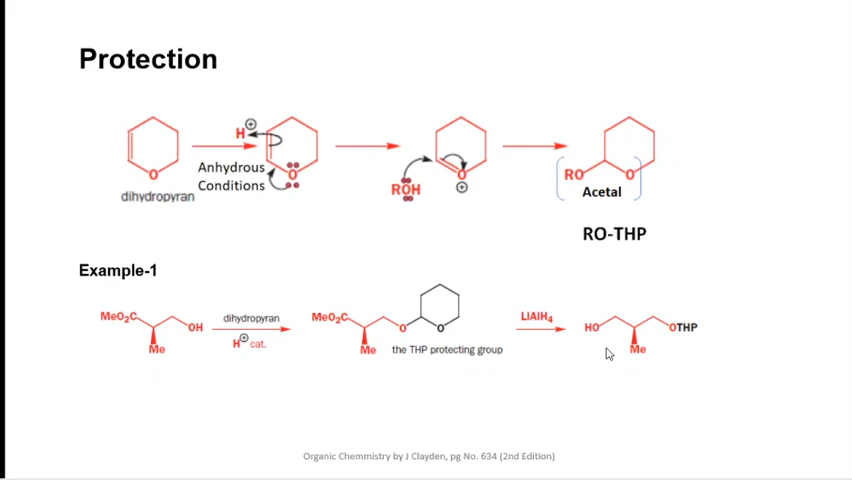 Protection
H⊕
Anhydrous
Conditions
O
O
ROH
O
⊕
RO
O
Acetal
dihydropyran
RO-THP
Example-1
MeO2C
OH
Me
dihydropyran
H⊕ cat.
MeO2C
O
O
Me
the THP protecting group
LIAIH4
HO
OTHP
Me
Organic Chemmistry by J Clayden, pg No. 634 (2nd Edition)